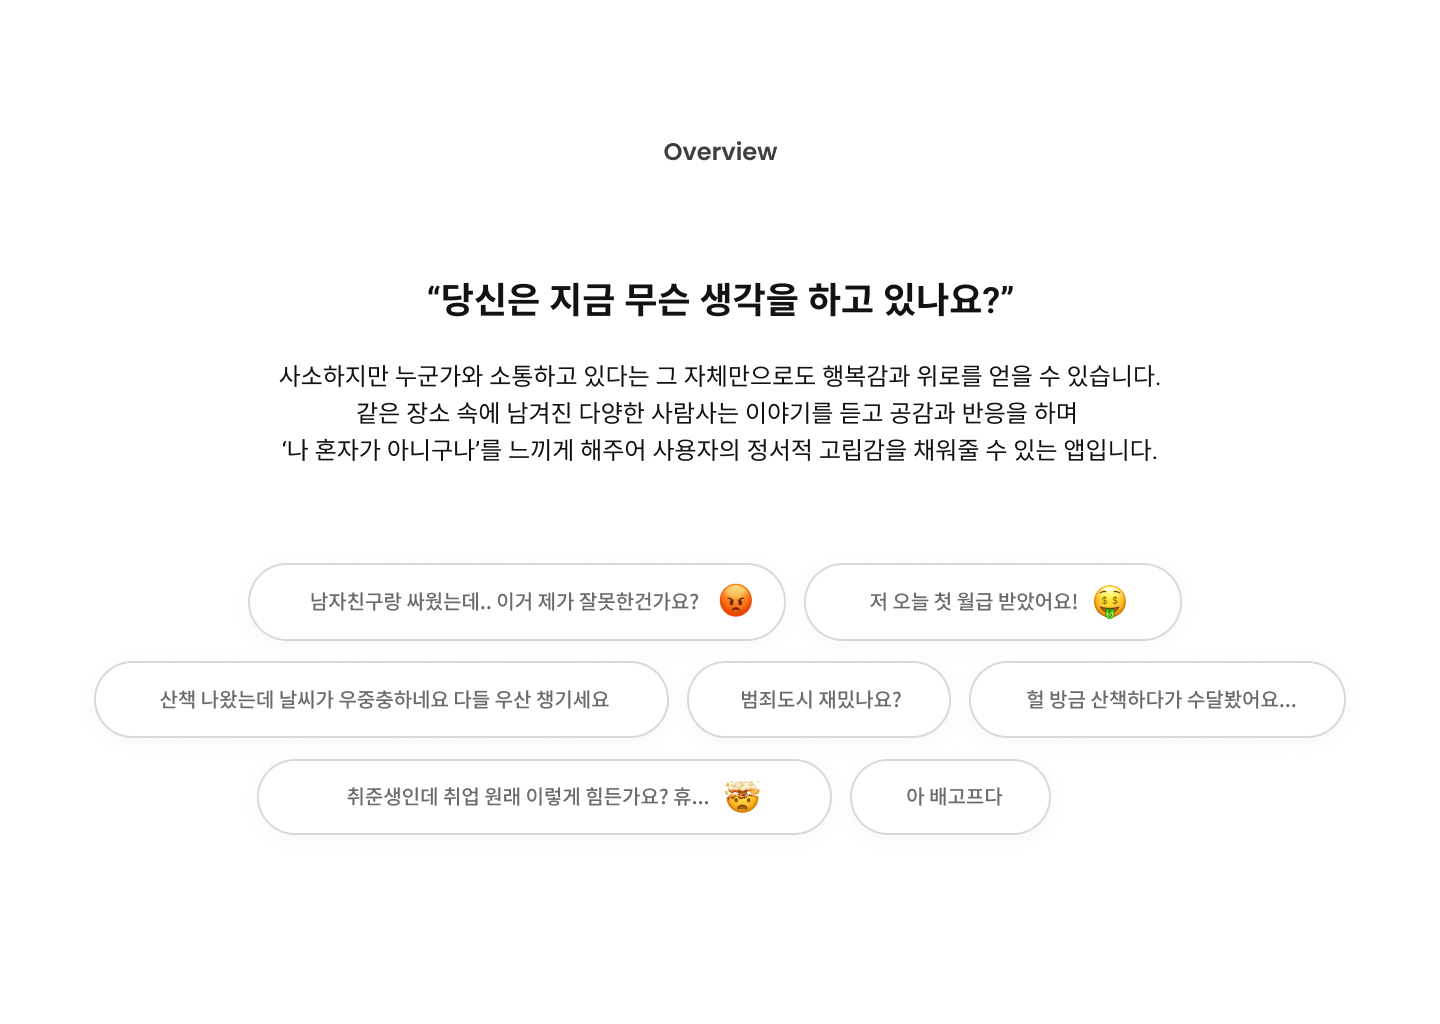 Overview
“당신은 지금 무슨 생각을 하고 있나요?”
사소하지만 누군가와 소통하고 있다는 그 자체만으로도 행복감과 위로를 얻을 수 있습니다.
같은 장소 속에 남겨진 다양한 사람사는 이야기를 듣고 공감과 반응을 하며
‘나 혼자가 아니구나’를 느끼게 해주어 사용자의 정서적 고립감을 채워줄 수 있는 앱입니다.
남자친구랑 싸웠는데.. 이거 제가 잘못한건가요? 😡
저 오늘 첫 월급 받았어요! 🤑
산책 나왔는데 날씨가 우중충하네요 다들 우산 챙기세요
범죄도시 재밌나요?
헐 방금 산책하다가 수달봤어요...
취준생인데 취업 원래 이렇게 힘든가요? 휴... 🤯
아 배고프다